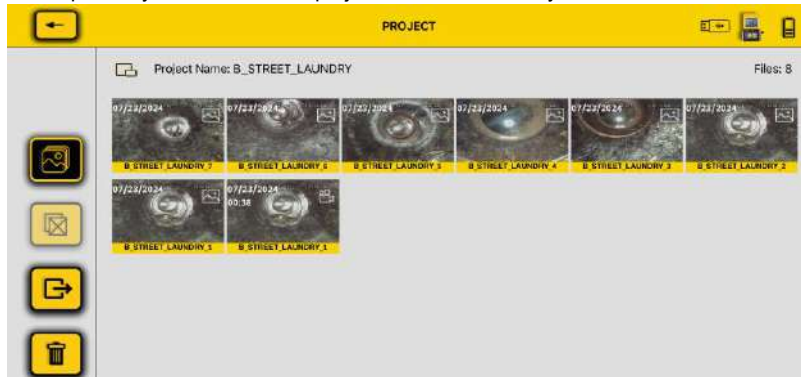 PROJECT
Project Name: B_STREET_LAUNDRY
Files: 8
07/23/2024 07/23/2024 07/23/2024 07/23/2024 07/23/2024 07/23/2024
B_STREET_LAUNDRY_7 B_STREET_LAUNDRY_6 B_STREET_LAUNDRY_5 B_STREET_LAUNDRY_4 B_STREET_LAUNDRY_3 B_STREET_LAUNDRY_2
07/23/2024 07/23/2024
00:38
B_STREET_LAUNDRY_1 B_STREET_LAUNDRY_1